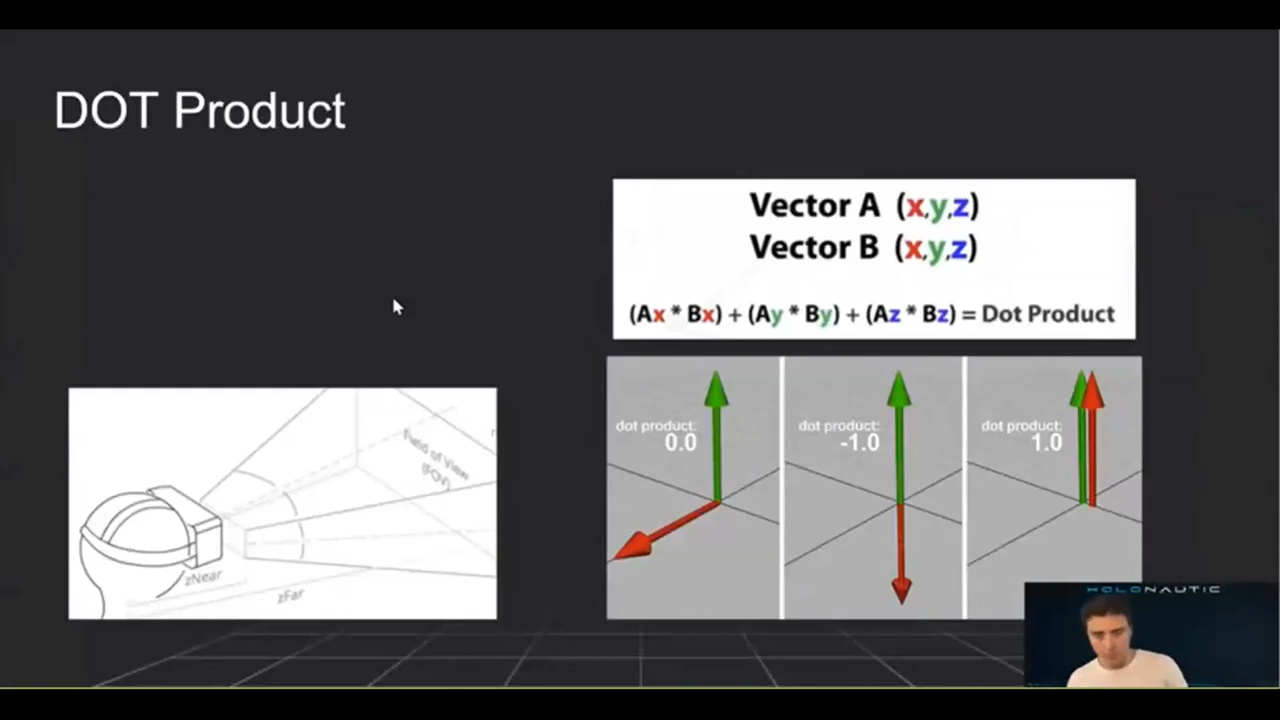 DOT Product
Vector A (x,y,z)
Vector B (x,y,z)
(Ax * Bx) + (Ay * By) + (Az * Bz) = Dot Product
dot product:
0.0
dot product:
-1.0
dot product:
1.0
Field of View
(FOV)
zNear
zFar
HOLONAUTIC